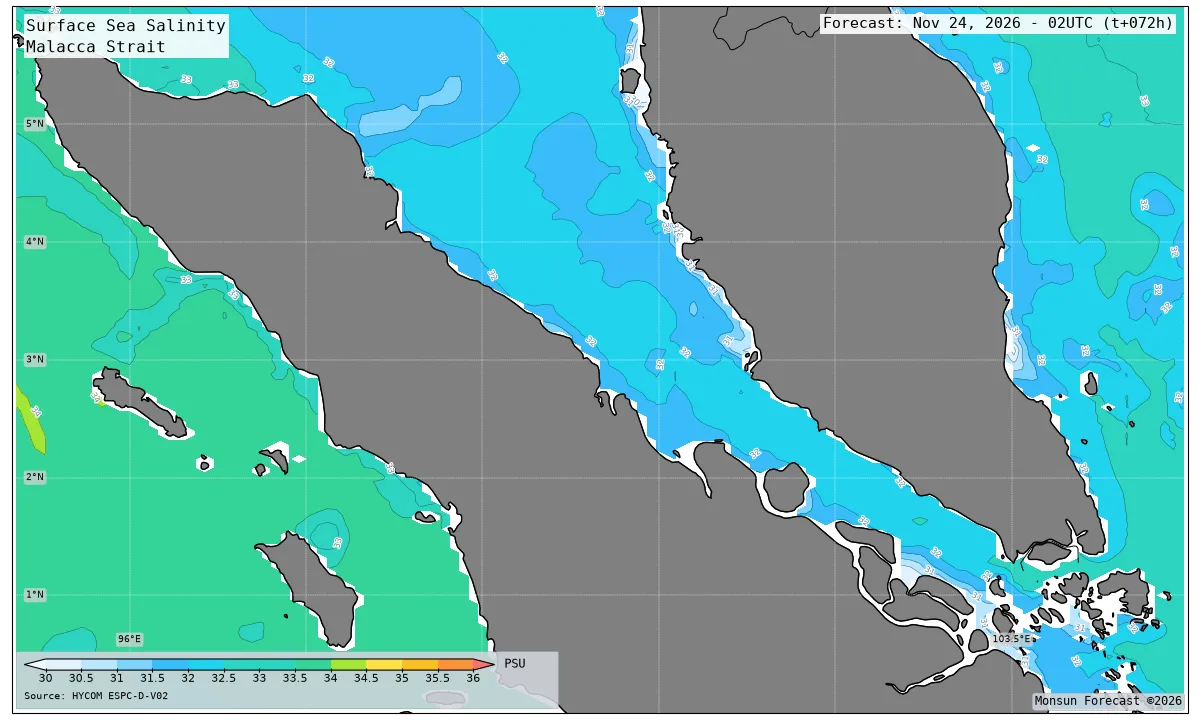 Surface Sea Salinity
Malacca Strait
Forecast: Nov 24, 2026 - 02UTC (t+072h)
5°N
4°N
3°N
2°N
1°N
96°E
103.5°E
30 30.5 31 31.5 32 32.5 33 33.5 34 34.5 35 35.5 36
PSU
Source: HYCOM ESPC-D-V02
Monsun Forecast ©2026